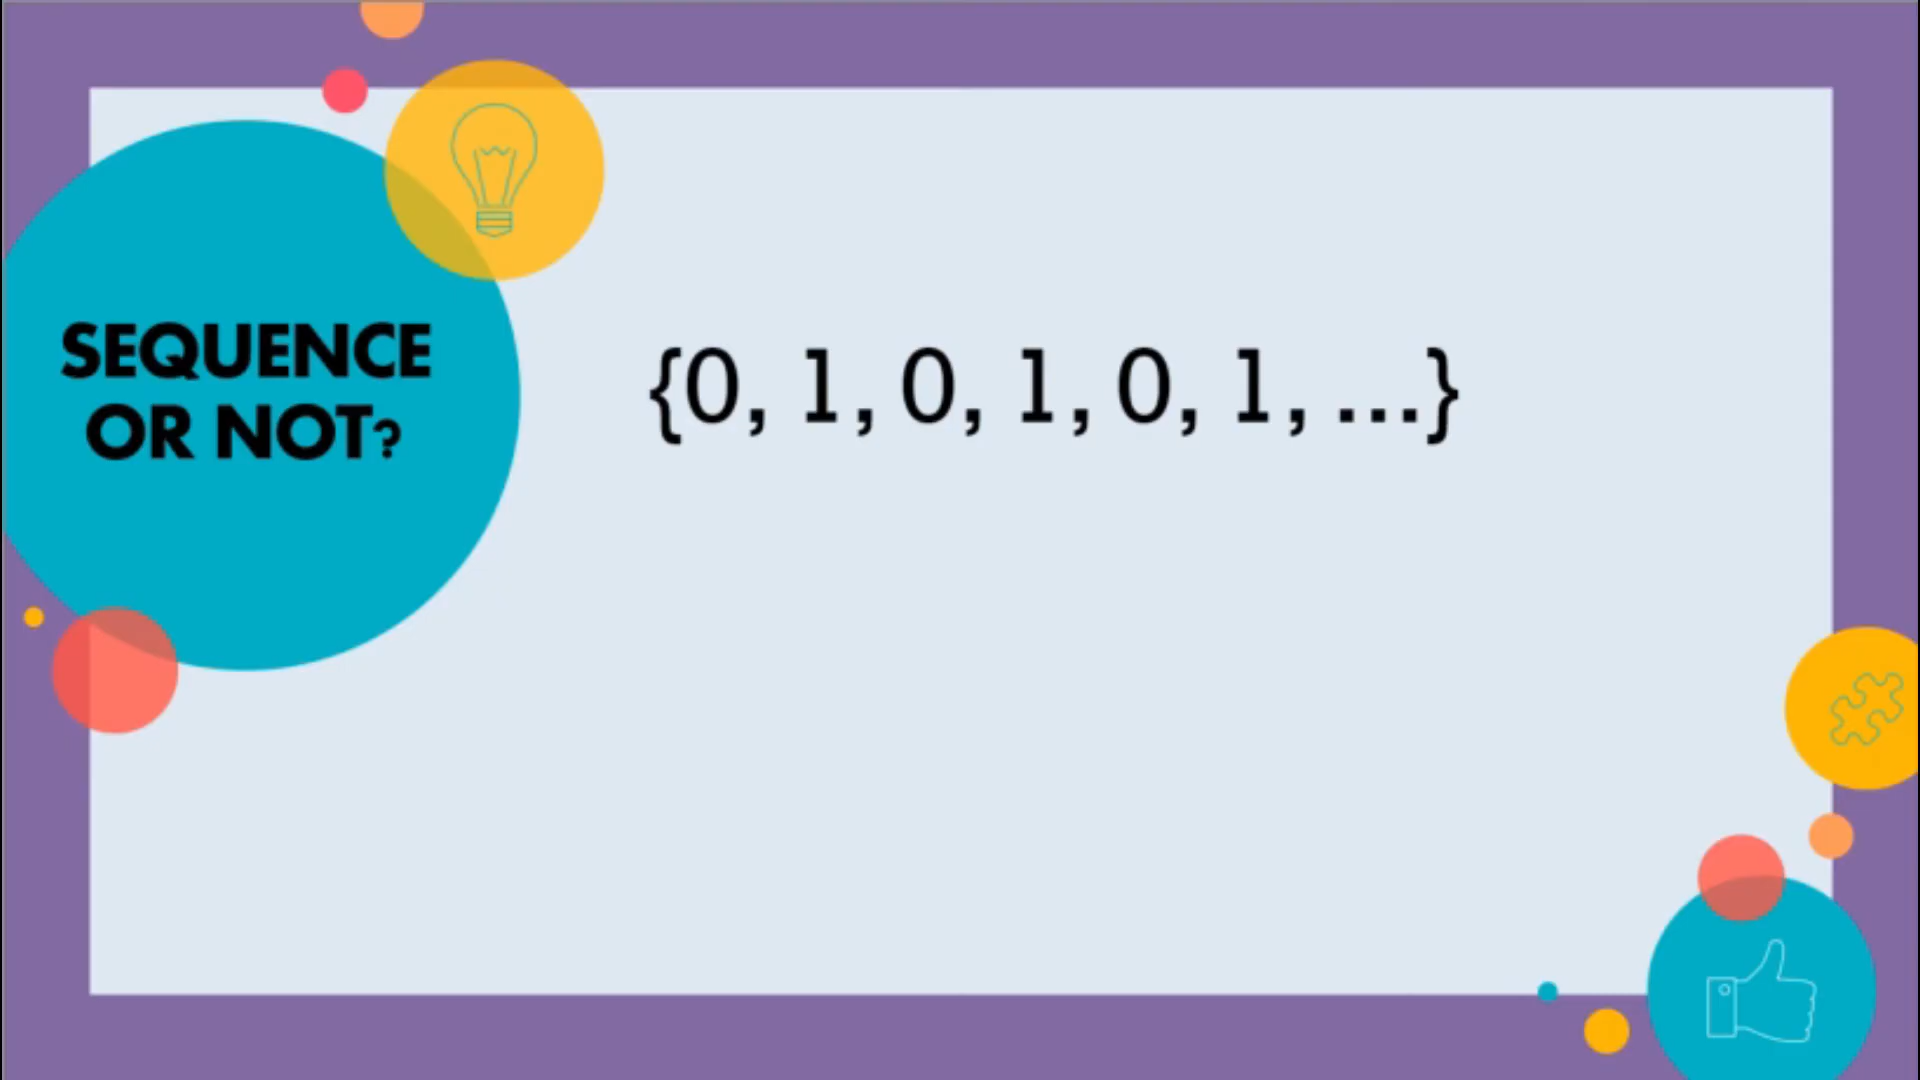 SEQUENCE
OR NOT?
{0, 1, 0, 1, 0, 1, ...}